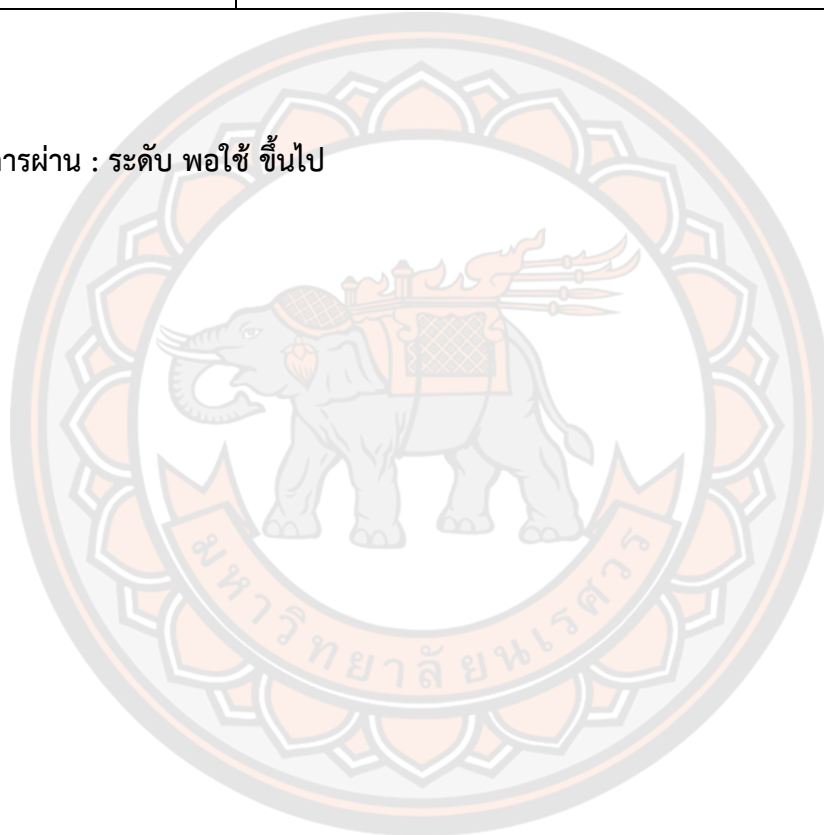 ารผ่าน : ระดับ พอใช้ ขึ้นไป
มหาวิทยาลัยนเรศวร